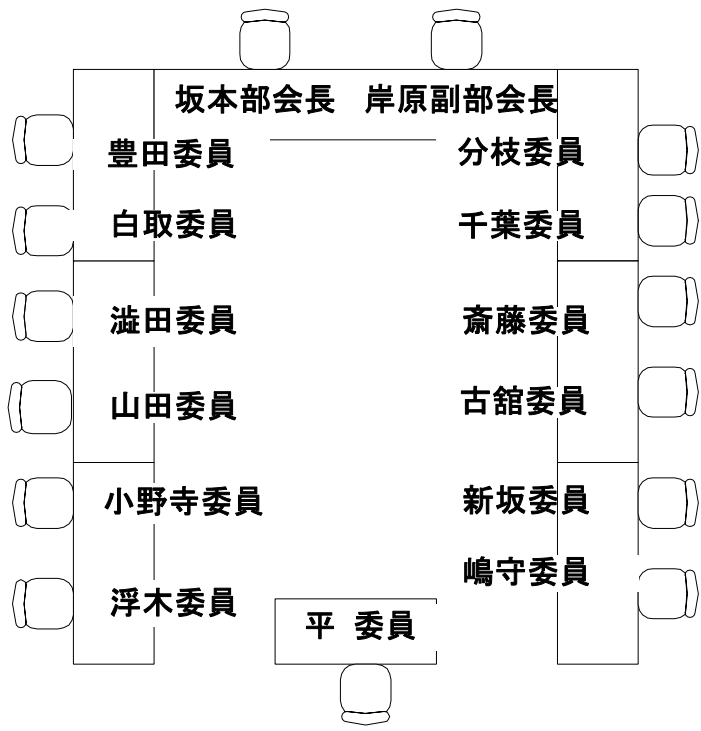 坂本部会長 岸原副部会長
豊田委員 分枝委員
白取委員 千葉委員
澁田委員 斎藤委員
山田委員 古舘委員
小野寺委員 新坂委員
嶋守委員
浮木委員
平 委員